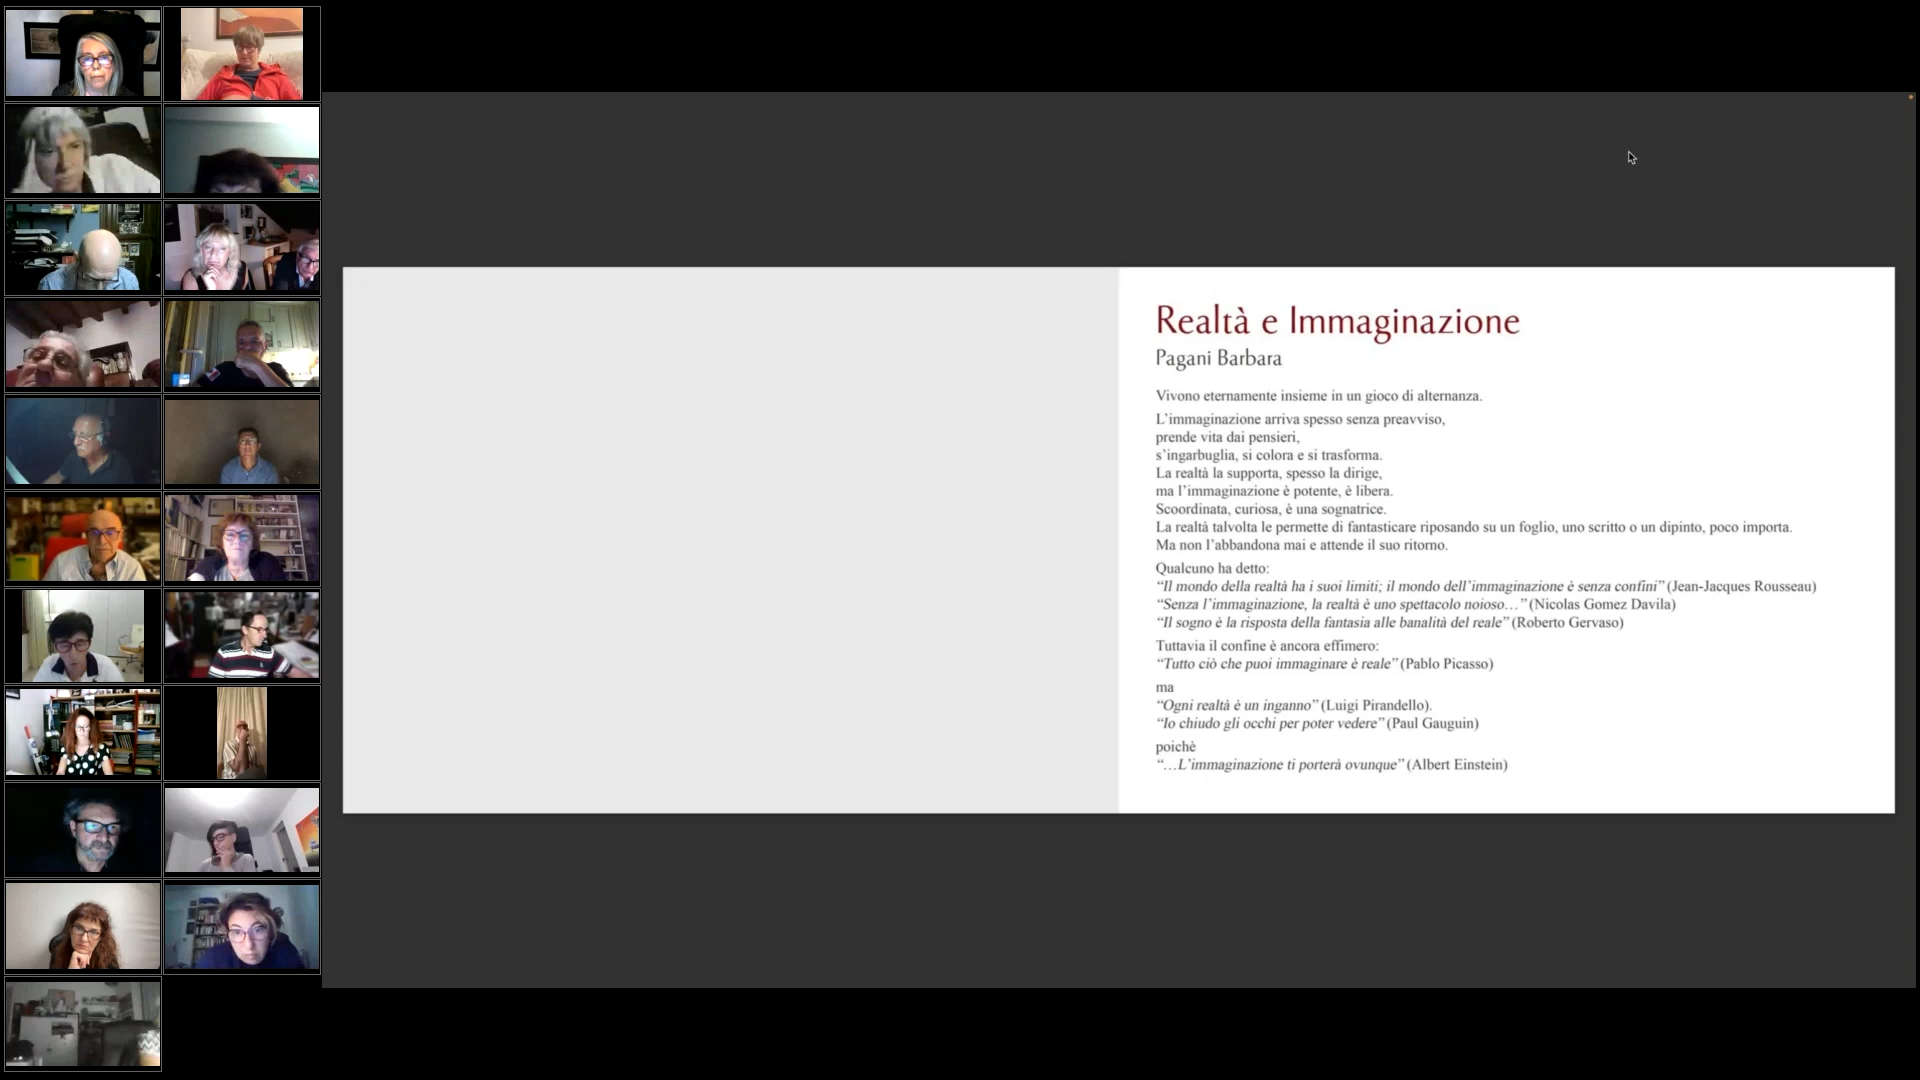 Realtà e Immaginazione
Pagani Barbara
Vivono eternamente insieme in un gioco di alternanza.
L’immaginazione arriva spesso senza preavviso,
prende vita dai pensieri,
s’ingarbuglia, si colora e si trasforma.
La realtà la supporta, spesso la dirige,
ma l’immaginazione è potente, è libera.
Scoordinata, curiosa, è una sognatrice.
La realtà talvolta le permette di fantasticare riposando su un foglio, uno scritto o un dipinto, poco importa.
Ma non l’abbandona mai e attende il suo ritorno.
Qualcuno ha detto:
“Il mondo della realtà ha i suoi limiti; il mondo dell’immaginazione è senza confini” (Jean-Jacques Rousseau)
“Senza l’immaginazione, la realtà è uno spettacolo noioso…” (Nicolas Gomez Davila)
“Il sogno è la risposta della fantasia alle banalità del reale” (Roberto Gervaso)
Tuttavia il confine è ancora effimero:
“Tutto ciò che puoi immaginare è reale” (Pablo Picasso)
ma
“Ogni realtà è un inganno” (Luigi Pirandello).
“Io chiudo gli occhi per poter vedere” (Paul Gauguin)
poichè
“…L’immaginazione ti porterà ovunque” (Albert Einstein)